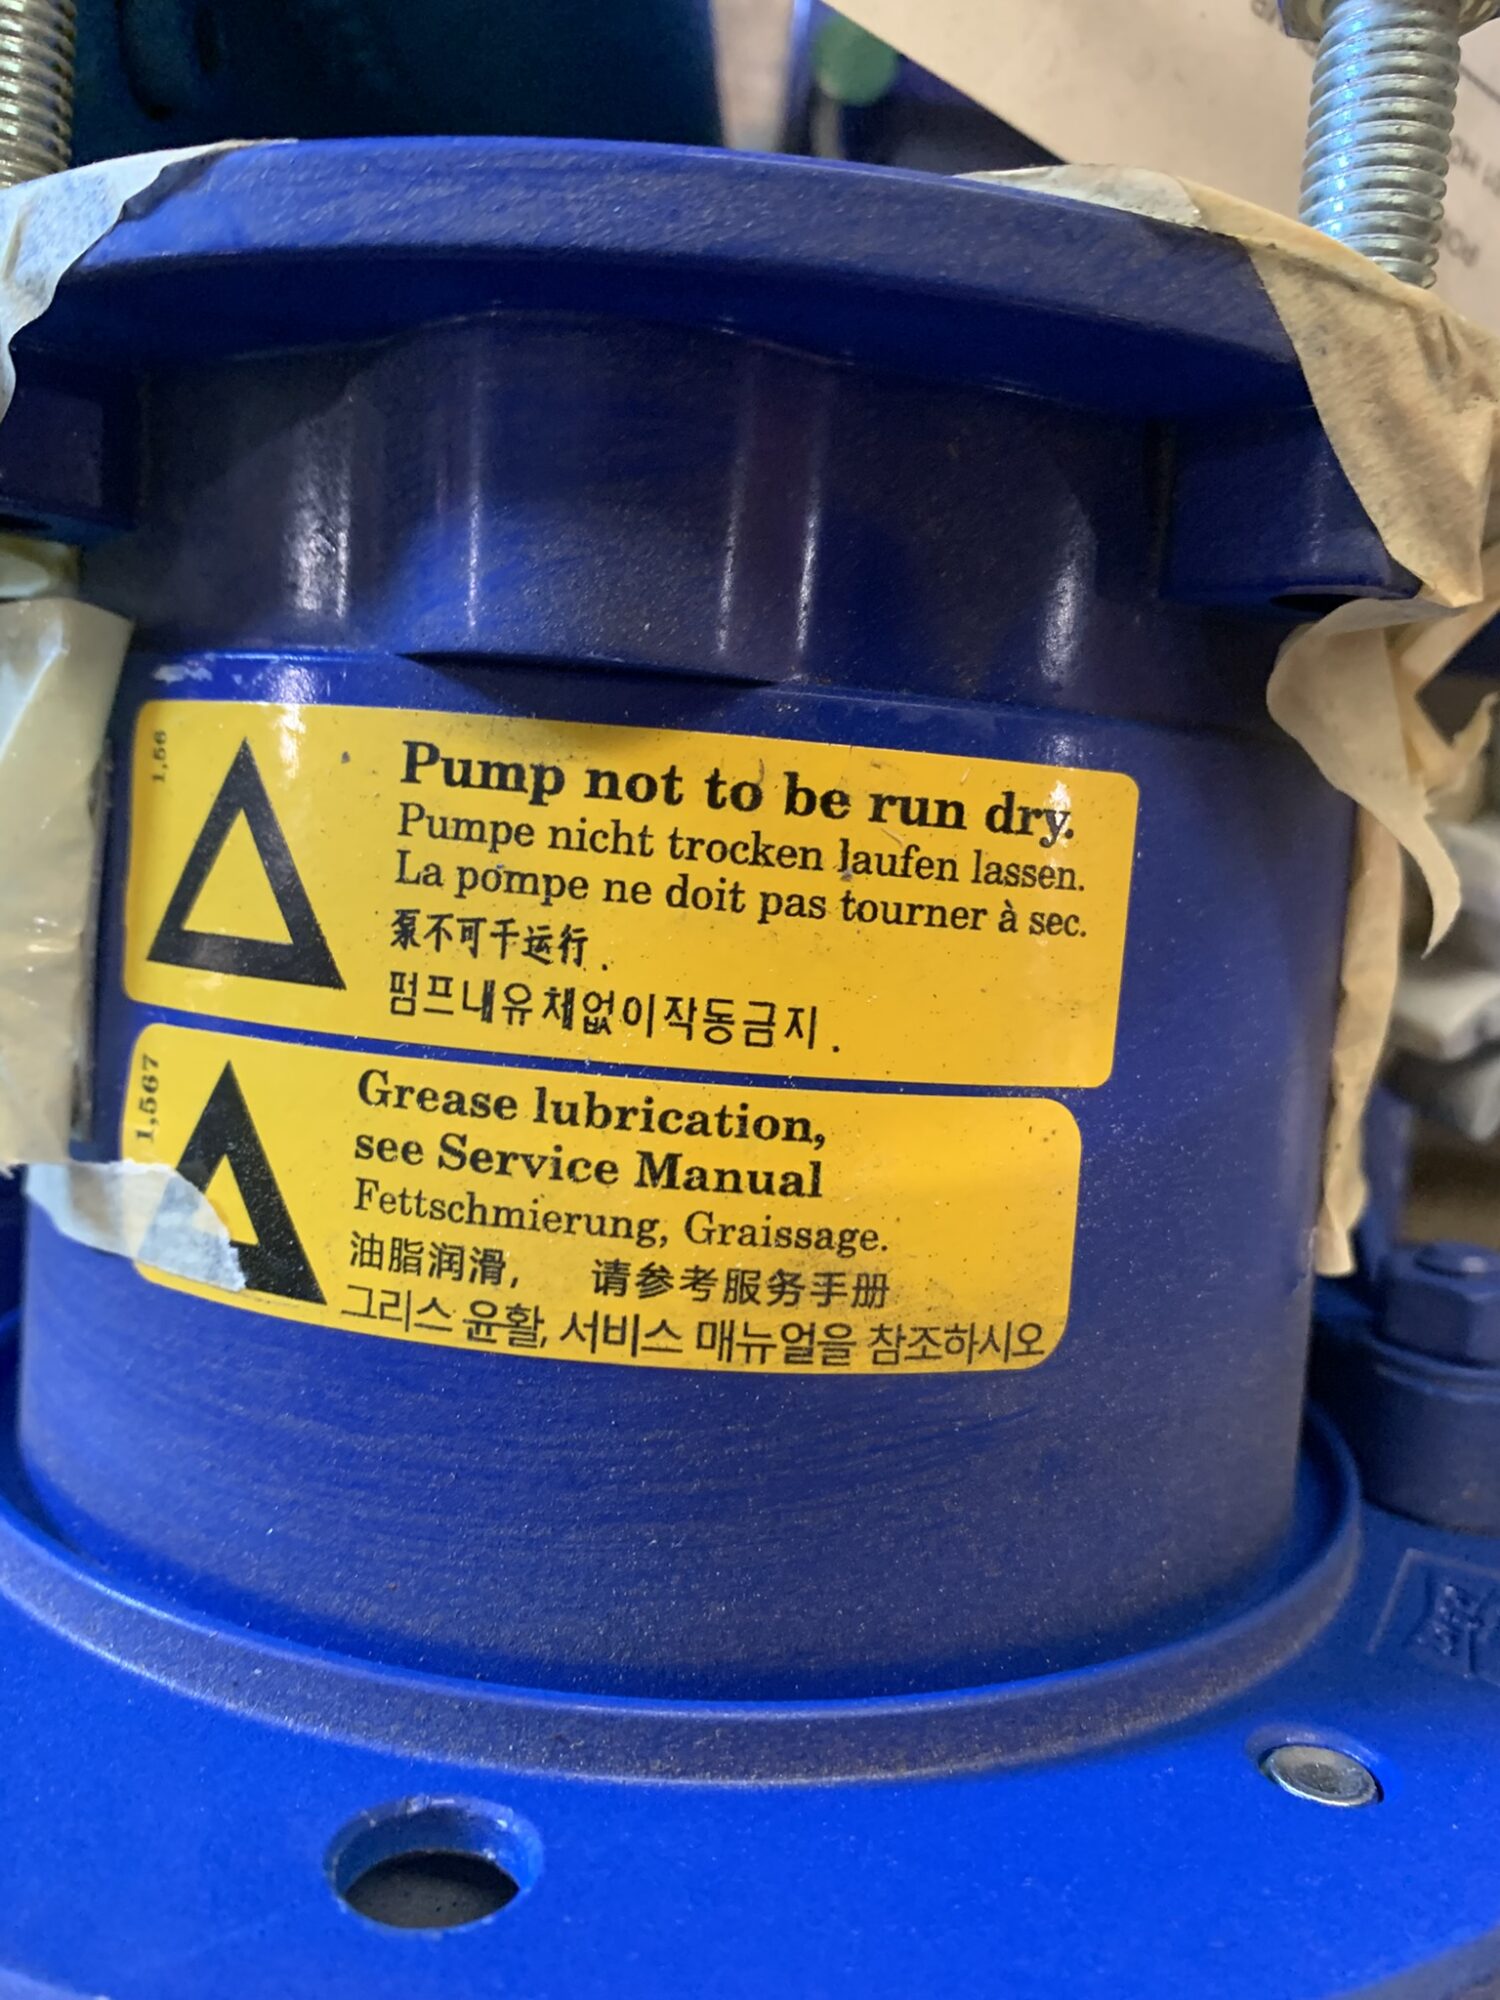 1,56
Pump not to be run dry.
Pumpe nicht trocken laufen lassen.
La pompe ne doit pas tourner à sec.
泵不可干运行.
펌프내유체없이작동금지.
1,567
Grease lubrication,
see Service Manual
Fettschmierung, Graissage.
油脂润滑, 请参考服务手册
그리스 윤활, 서비스 매뉴얼을 참조하시오